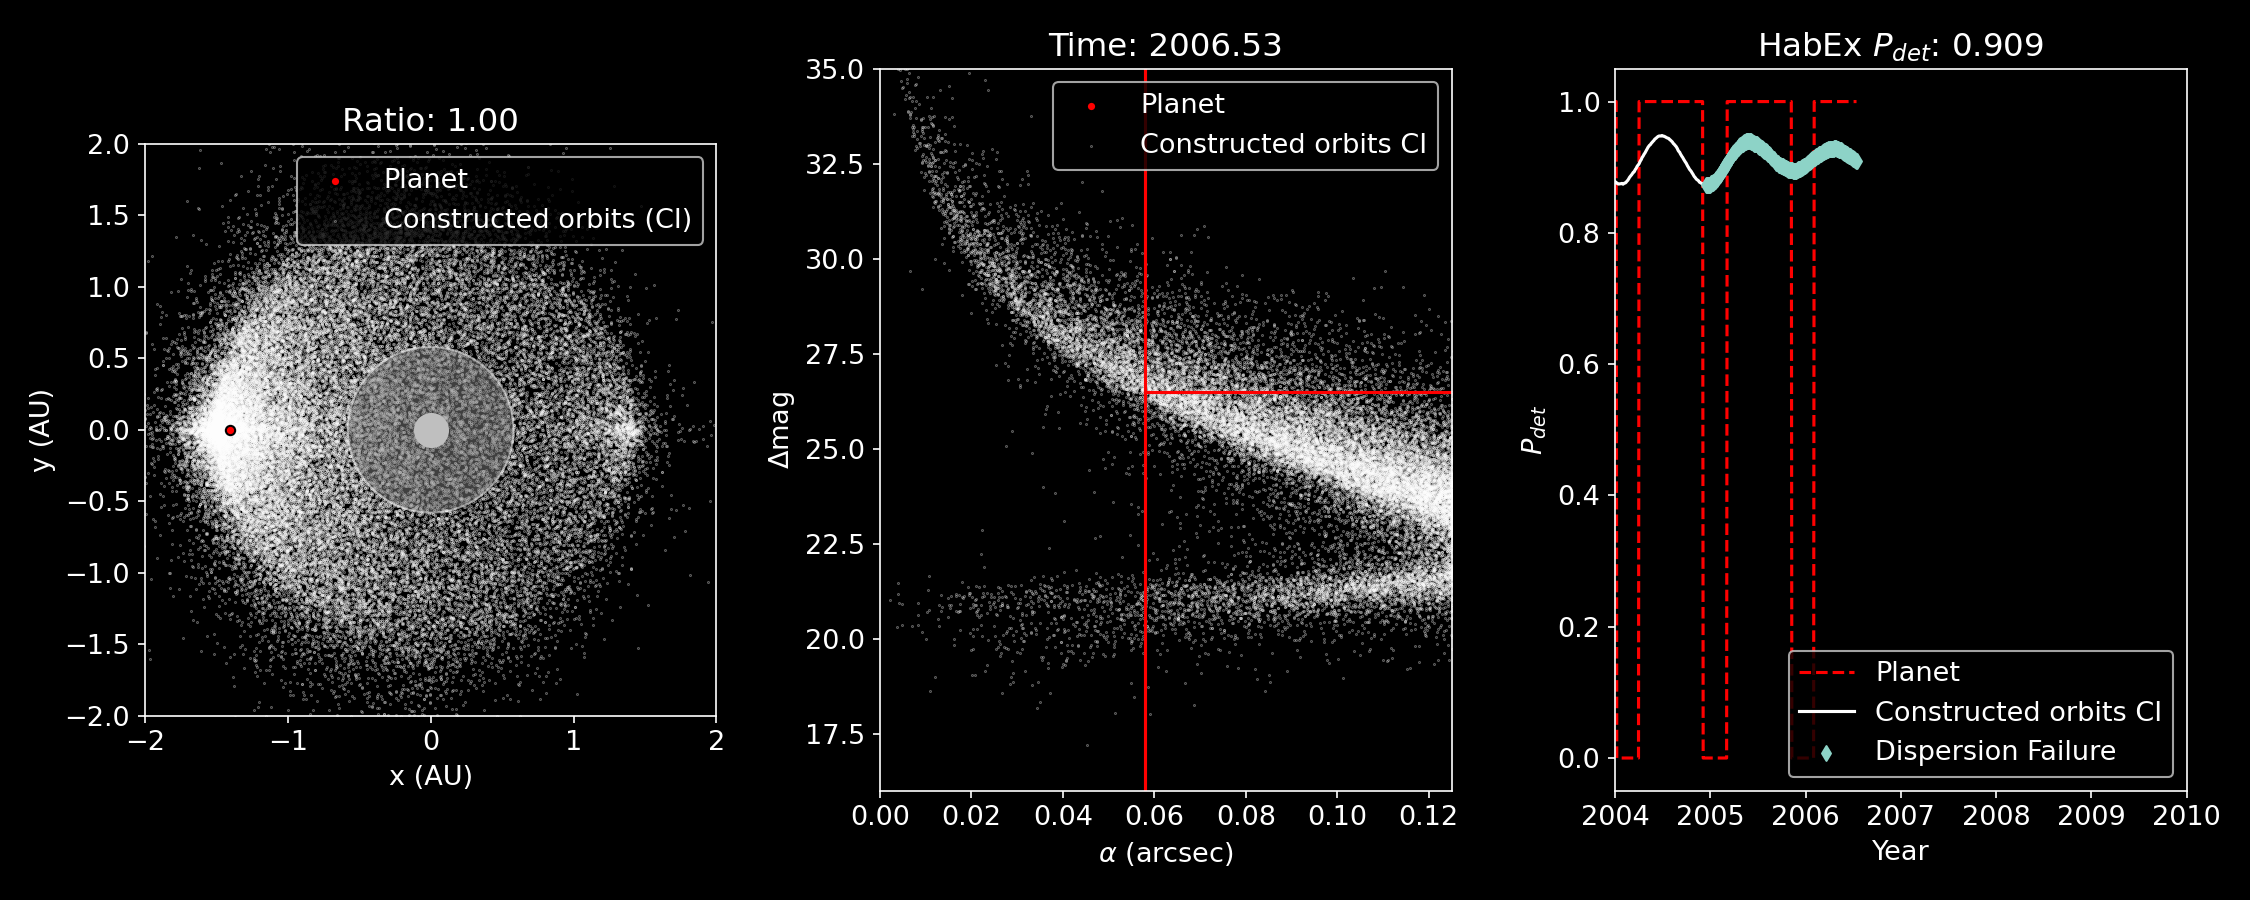 Ratio: 1.00
Planet
Constructed orbits (CI)
2.0
1.5
1.0
0.5
0.0
−0.5
−1.0
−1.5
−2.0
−2
−1
0
1
2
x (AU)
y (AU)
Time: 2006.53
Planet
Constructed orbits CI
35.0
32.5
30.0
27.5
25.0
22.5
20.0
17.5
0.00
0.02
0.04
0.06
0.08
0.10
0.12
α (arcsec)
Δmag
HabEx P_det: 0.909
1.0
0.8
0.6
0.4
0.2
0.0
P_det
Planet
Constructed orbits CI
Dispersion Failure
2004
2005
2006
2007
2008
2009
2010
Year